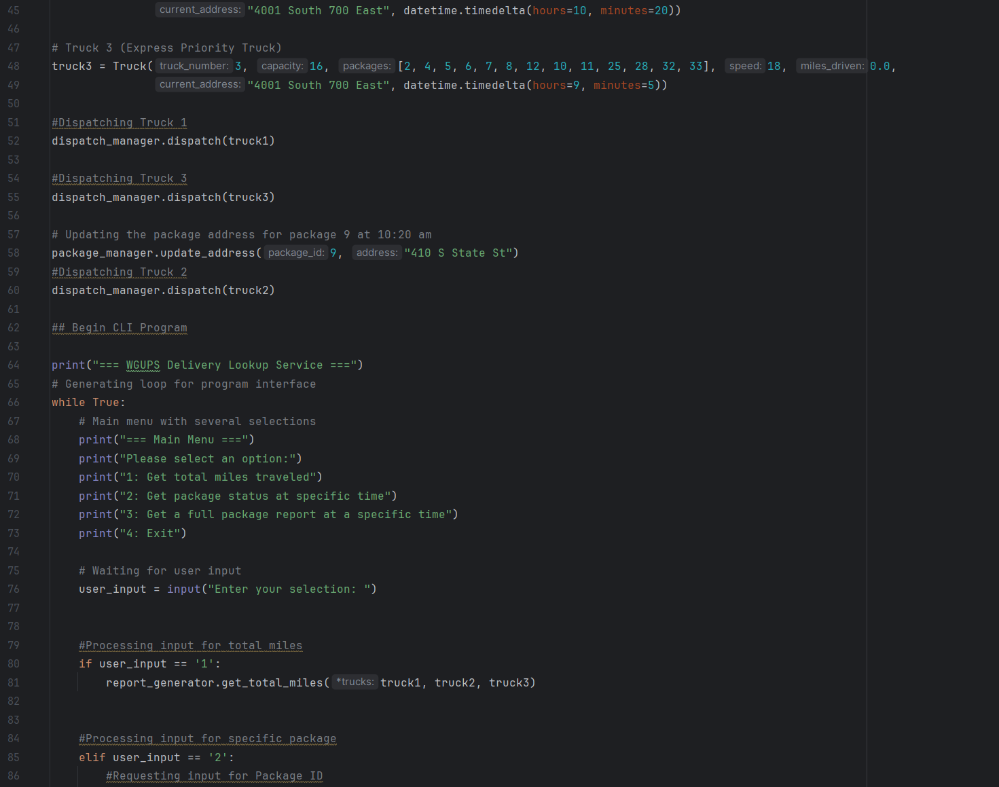 45 current_address: "4001 South 700 East", datetime.timedelta(hours=10, minutes=20))
46
47 # Truck 3 (Express Priority Truck)
48 truck3 = Truck( truck_number: 3, capacity: 16, packages: [2, 4, 5, 6, 7, 8, 12, 10, 11, 25, 28, 32, 33], speed: 18, miles_driven: 0.0,
49 current_address: "4001 South 700 East", datetime.timedelta(hours=9, minutes=5))
50
51 #Dispatching Truck 1
52 dispatch_manager.dispatch(truck1)
53
54 #Dispatching Truck 3
55 dispatch_manager.dispatch(truck3)
56
57 # Updating the package address for package 9 at 10:20 am
58 package_manager.update_address( package_id: 9, address: "410 S State St")
59 #Dispatching Truck 2
60 dispatch_manager.dispatch(truck2)
61
62 ## Begin CLI Program
63
64 print("=== WGUPS Delivery Lookup Service ===")
65 # Generating loop for program interface
66 while True:
67 # Main menu with several selections
68 print("=== Main Menu ===")
69 print("Please select an option:")
70 print("1: Get total miles traveled")
71 print("2: Get package status at specific time")
72 print("3: Get a full package report at a specific time")
73 print("4: Exit")
74
75 # Waiting for user input
76 user_input = input("Enter your selection: ")
77
78
79 #Processing input for total miles
80 if user_input == '1':
81 report_generator.get_total_miles( *trucks: truck1, truck2, truck3)
82
83
84 #Processing input for specific package
85 elif user_input == '2':
86 #Requesting input for Package ID